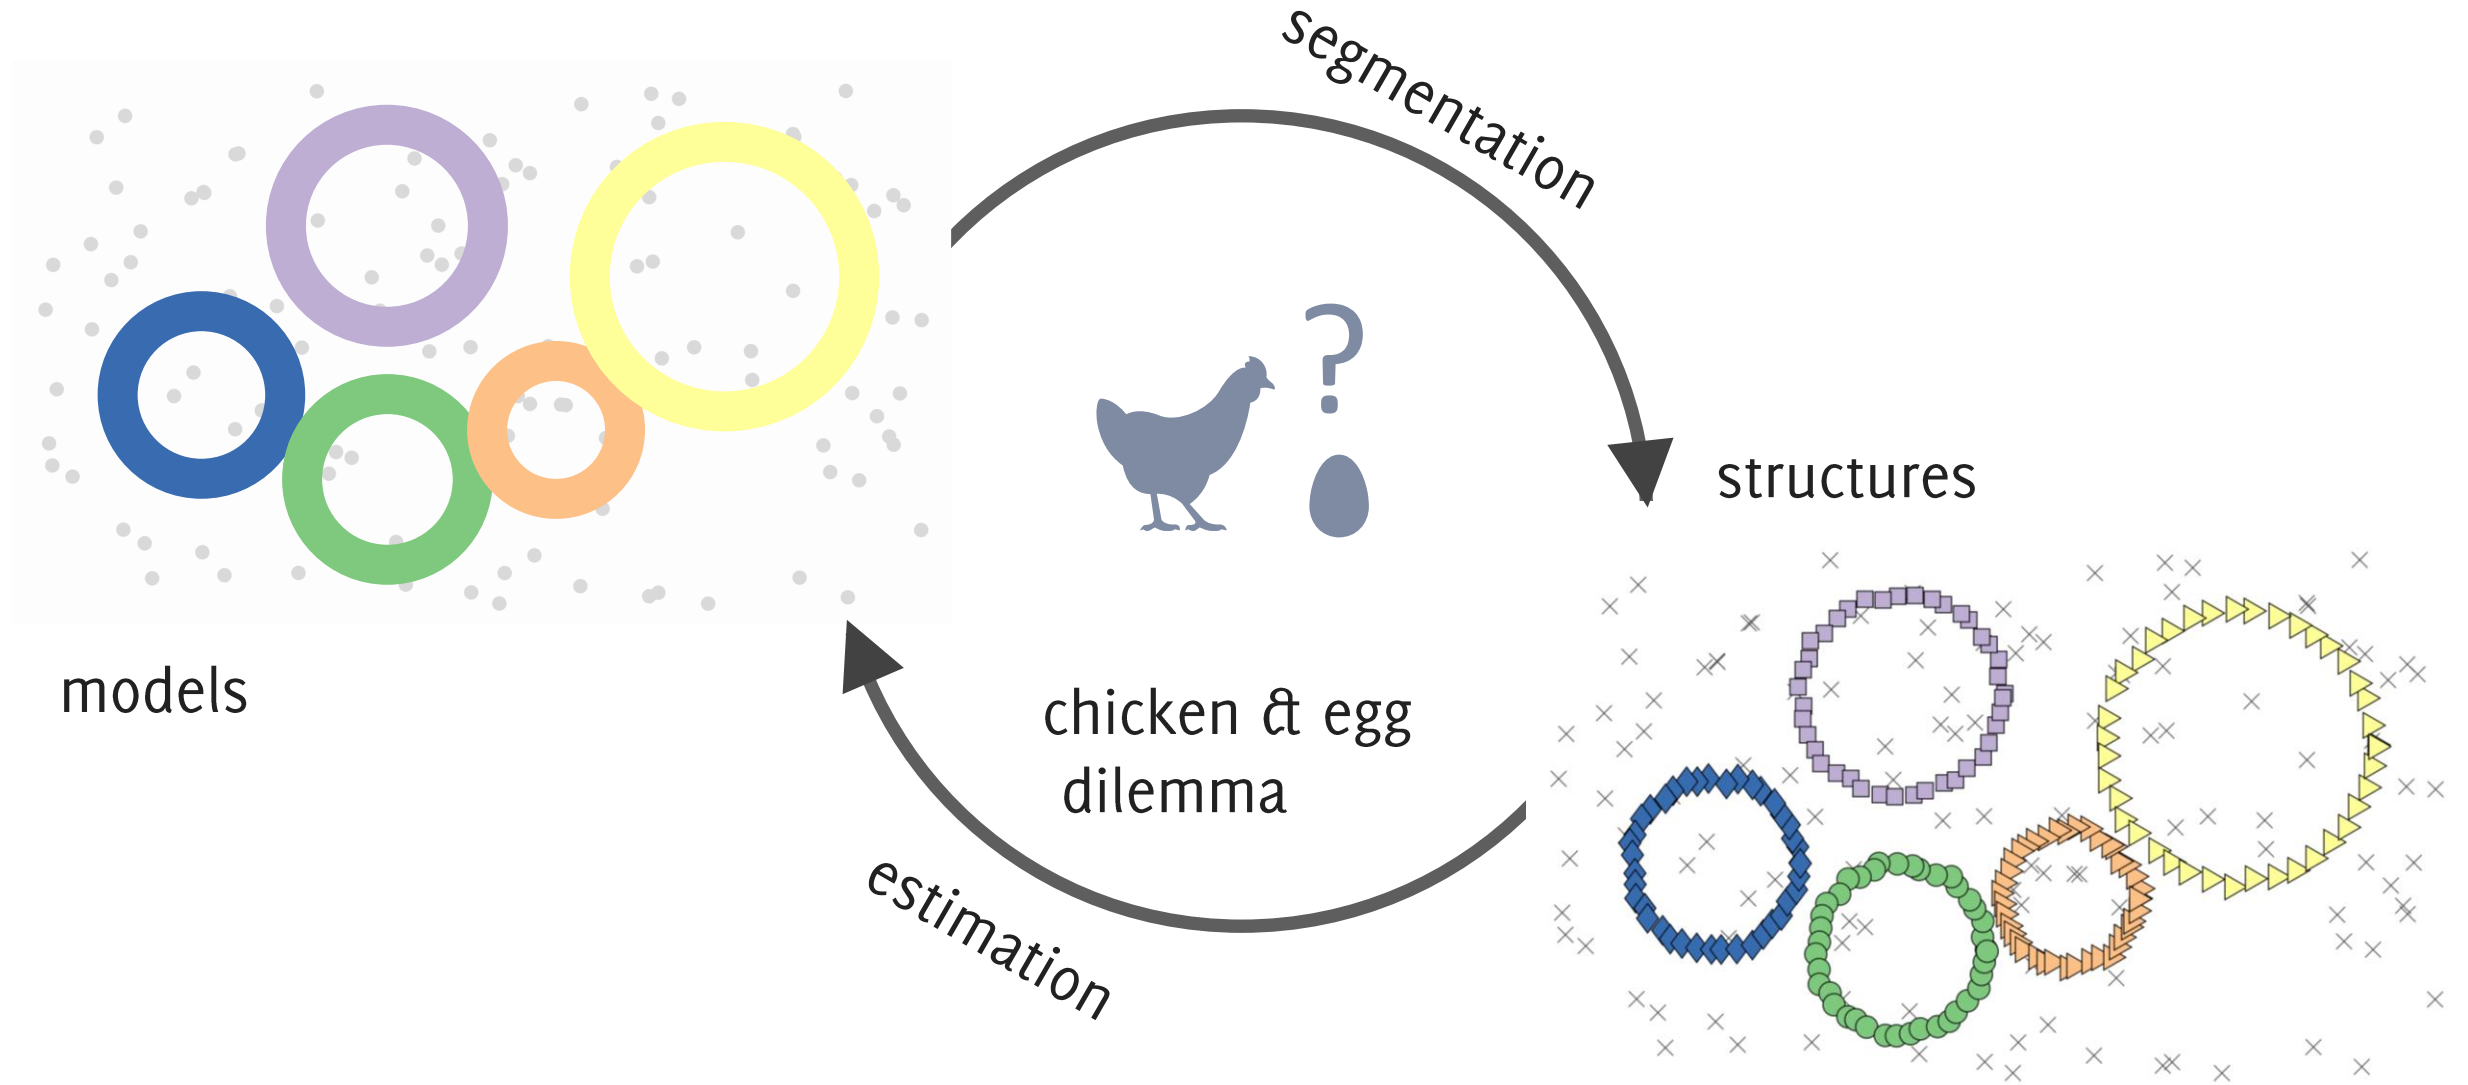 segmentation
?
structures
models
chicken & egg
dilemma
estimation